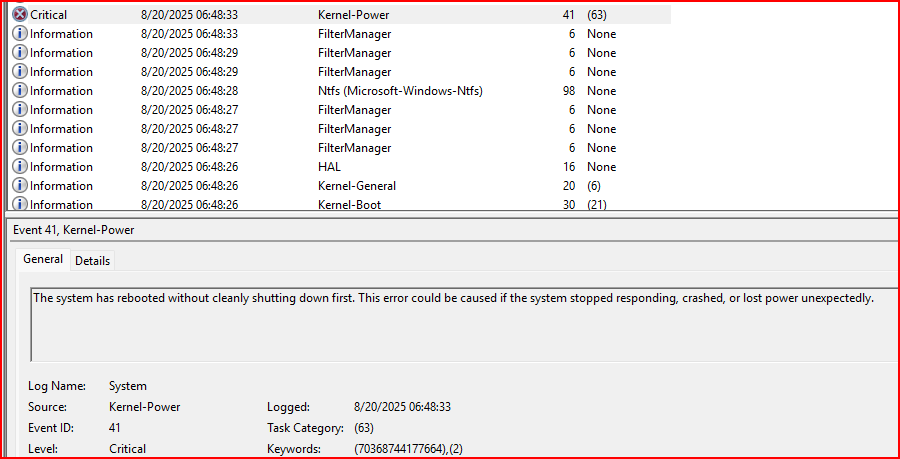 Critical 8/20/2025 06:48:33 Kernel-Power 41 (63)
Information 8/20/2025 06:48:33 FilterManager 6 None
Information 8/20/2025 06:48:29 FilterManager 6 None
Information 8/20/2025 06:48:29 FilterManager 6 None
Information 8/20/2025 06:48:28 Ntfs (Microsoft-Windows-Ntfs) 98 None
Information 8/20/2025 06:48:27 FilterManager 6 None
Information 8/20/2025 06:48:27 FilterManager 6 None
Information 8/20/2025 06:48:27 FilterManager 6 None
Information 8/20/2025 06:48:26 HAL 16 None
Information 8/20/2025 06:48:26 Kernel-General 20 (6)
Information 8/20/2025 06:48:26 Kernel-Boot 30 (21)
Event 41, Kernel-Power
General Details
The system has rebooted without cleanly shutting down first. This error could be caused if the system stopped responding, crashed, or lost power unexpectedly.
Log Name: System
Source: Kernel-Power Logged: 8/20/2025 06:48:33
Event ID: 41 Task Category: (63)
Level: Critical Keywords: (70368744177664),(2)